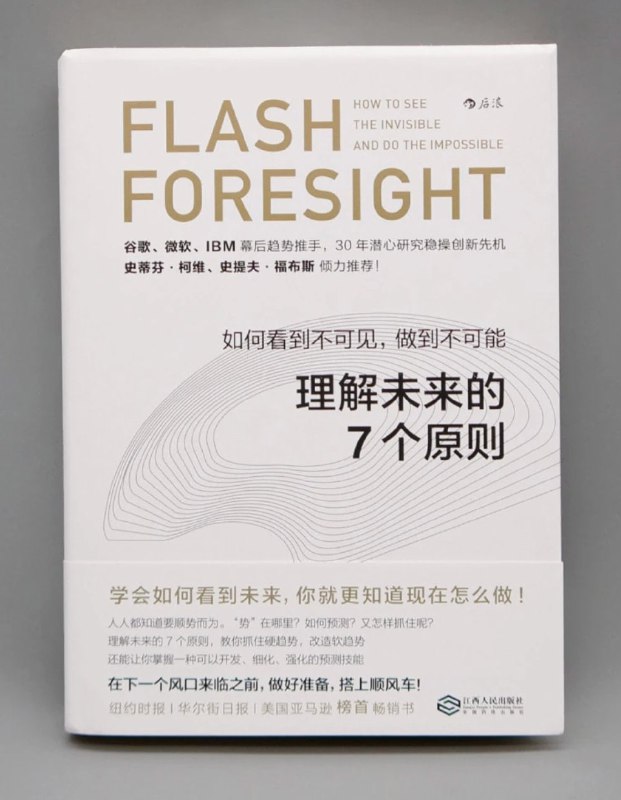 FLASH
HOW TO SEE
THE INVISIBLE
AND DO THE IMPOSSIBLE
后浪
FORESIGHT
谷歌、微软、IBM 幕后趋势推手，30 年潜心研究稳操创新先机
史蒂芬·柯维、史提夫·福布斯 倾力推荐！
如何看到不可见，做到不可能
理解未来的
7 个原则
学会如何看到未来，你就更知道现在怎么做！
人人都知道要顺势而为。“势”在哪里？如何预测？又怎样抓住呢？
理解未来的 7 个原则，教你抓住硬趋势，改造软趋势
还能让你掌握一种可以开发、细化、强化的预测技能
在下一个风口来临之前，做好准备，搭上顺风车！
纽约时报 | 华尔街日报 | 美国亚马逊 榜首 畅销书
江西人民出版社